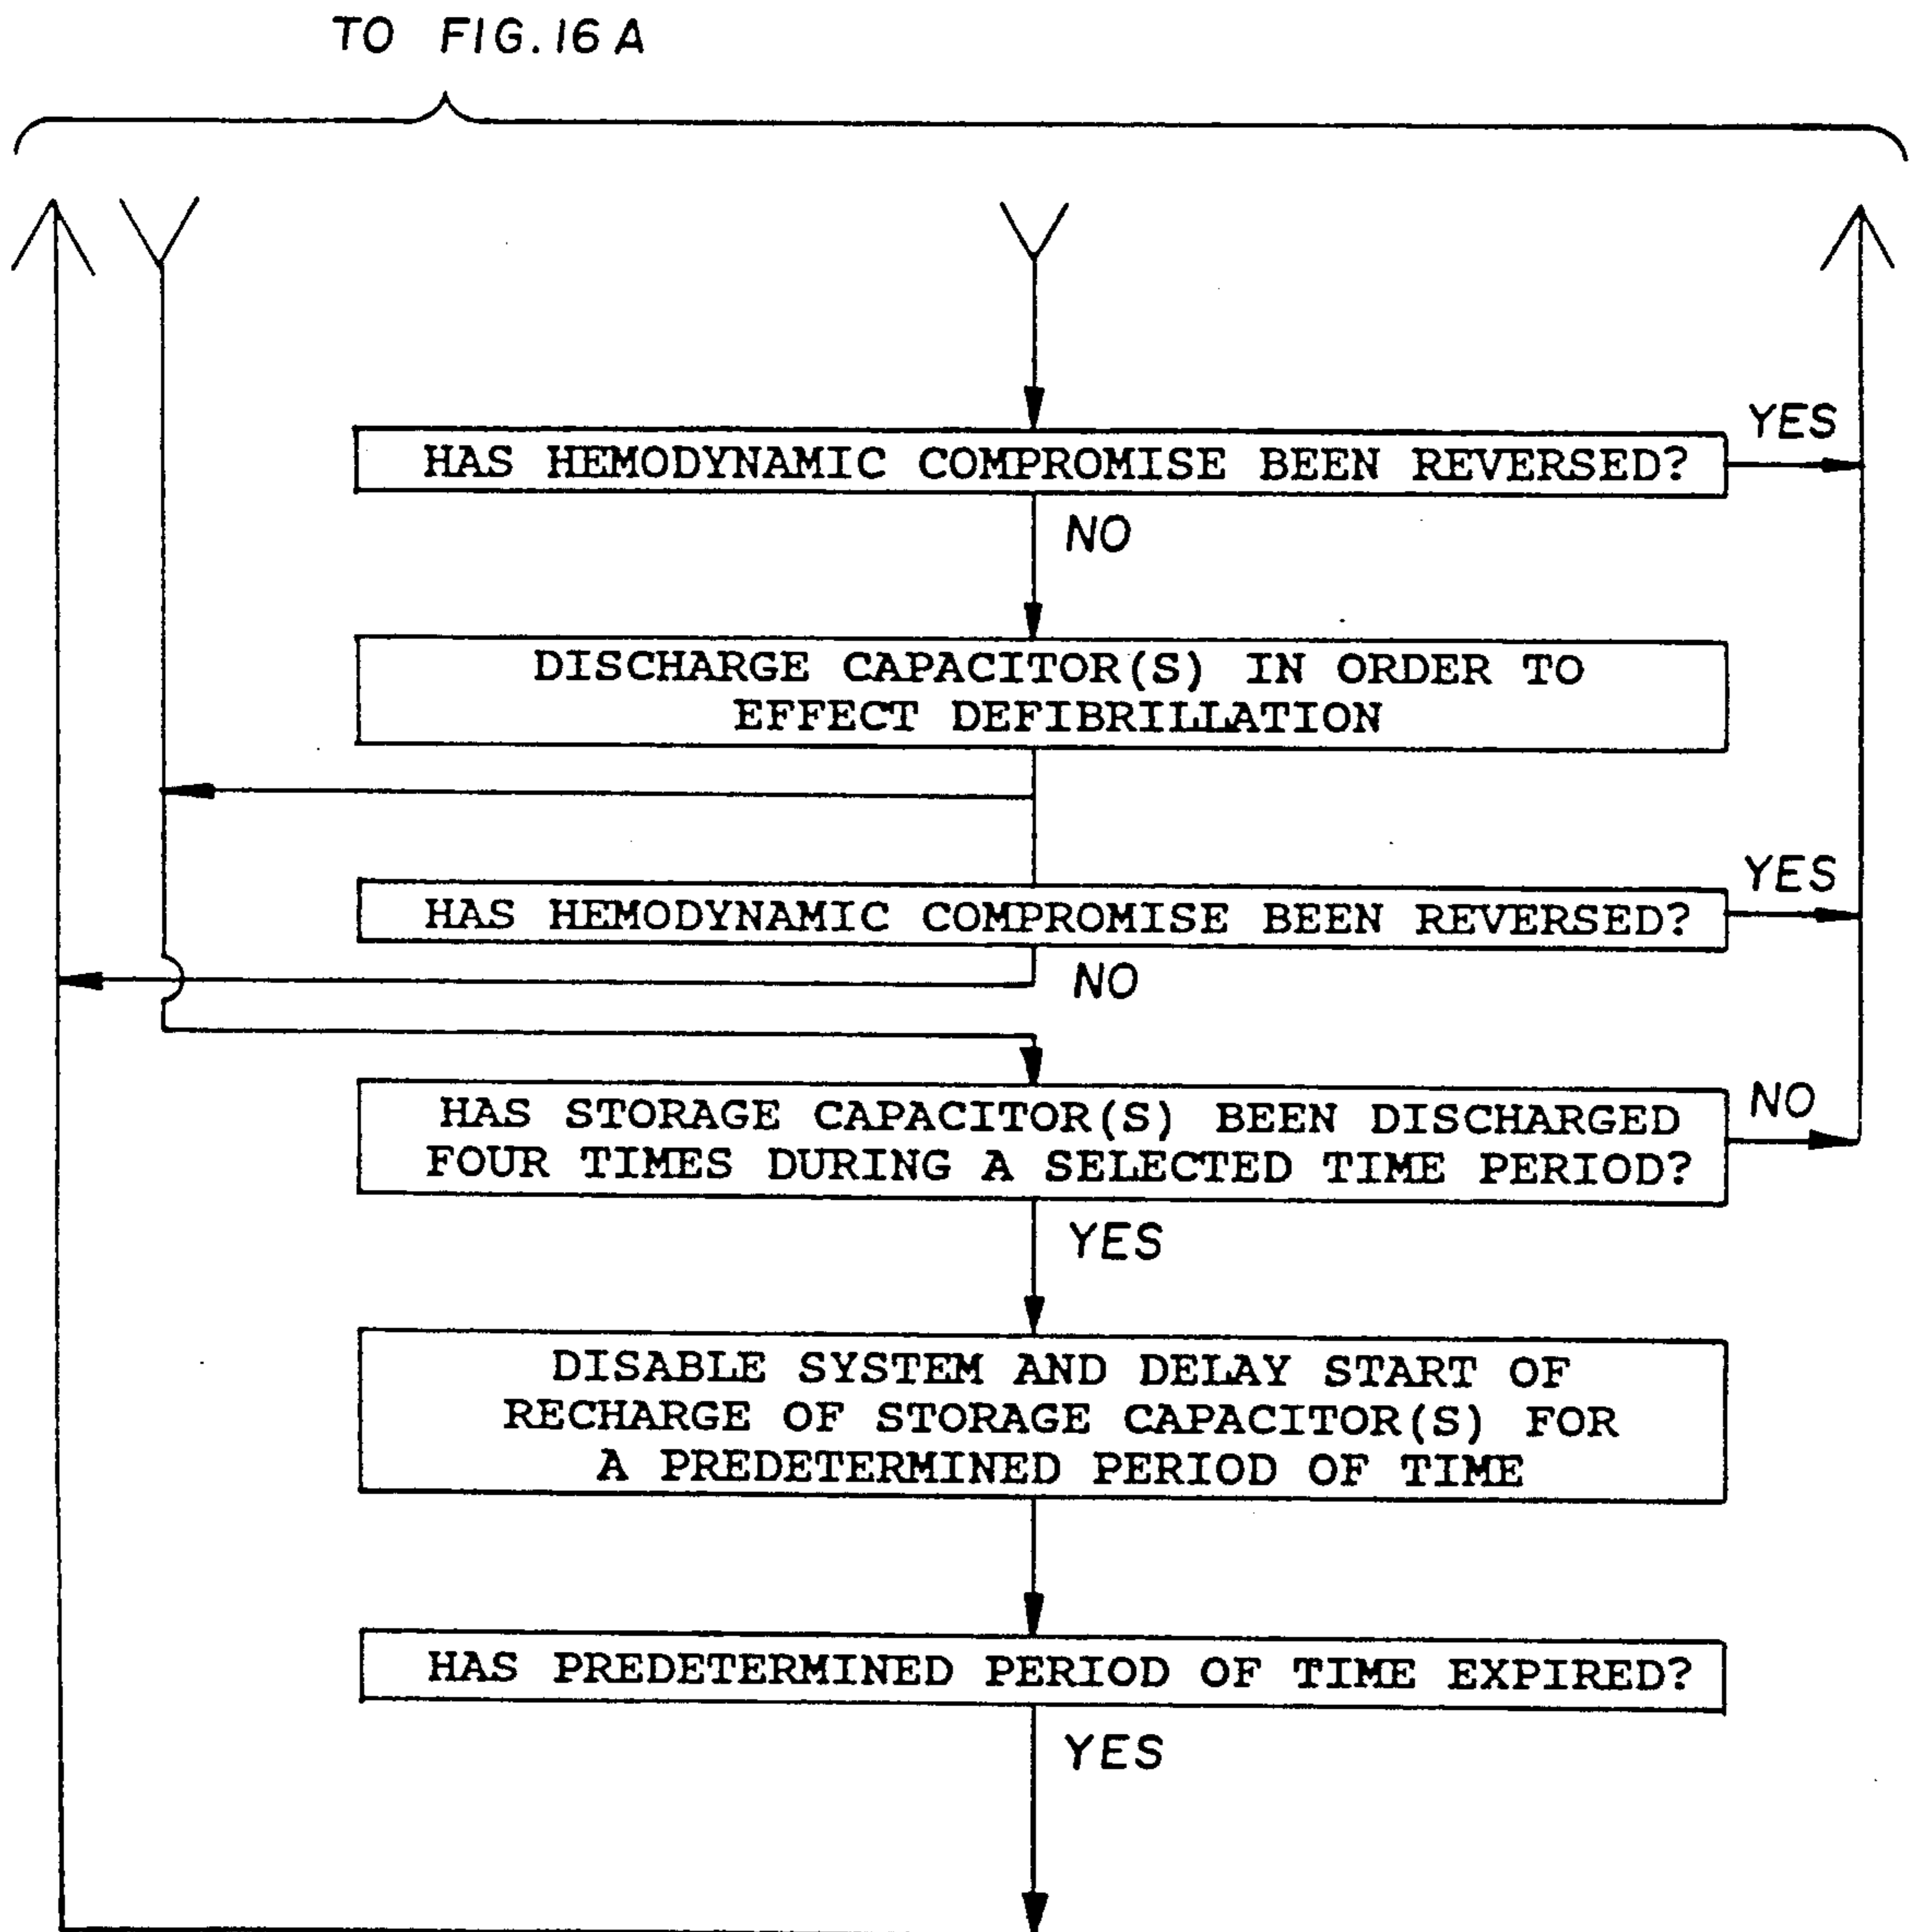 TO FIG. 16 A
YES
HAS HEMODYNAMIC COMPROMISE BEEN REVERSED?
NO
DISCHARGE CAPACITOR(S) IN ORDER TO
EFFECT DEFIBRILLATION
YES
HAS HEMODYNAMIC COMPROMISE BEEN REVERSED?
NO
HAS STORAGE CAPACITOR(S) BEEN DISCHARGED
FOUR TIMES DURING A SELECTED TIME PERIOD?
NO
YES
DISABLE SYSTEM AND DELAY START OF
RECHARGE OF STORAGE CAPACITOR(S) FOR
A PREDETERMINED PERIOD OF TIME
HAS PREDETERMINED PERIOD OF TIME EXPIRED?
YES